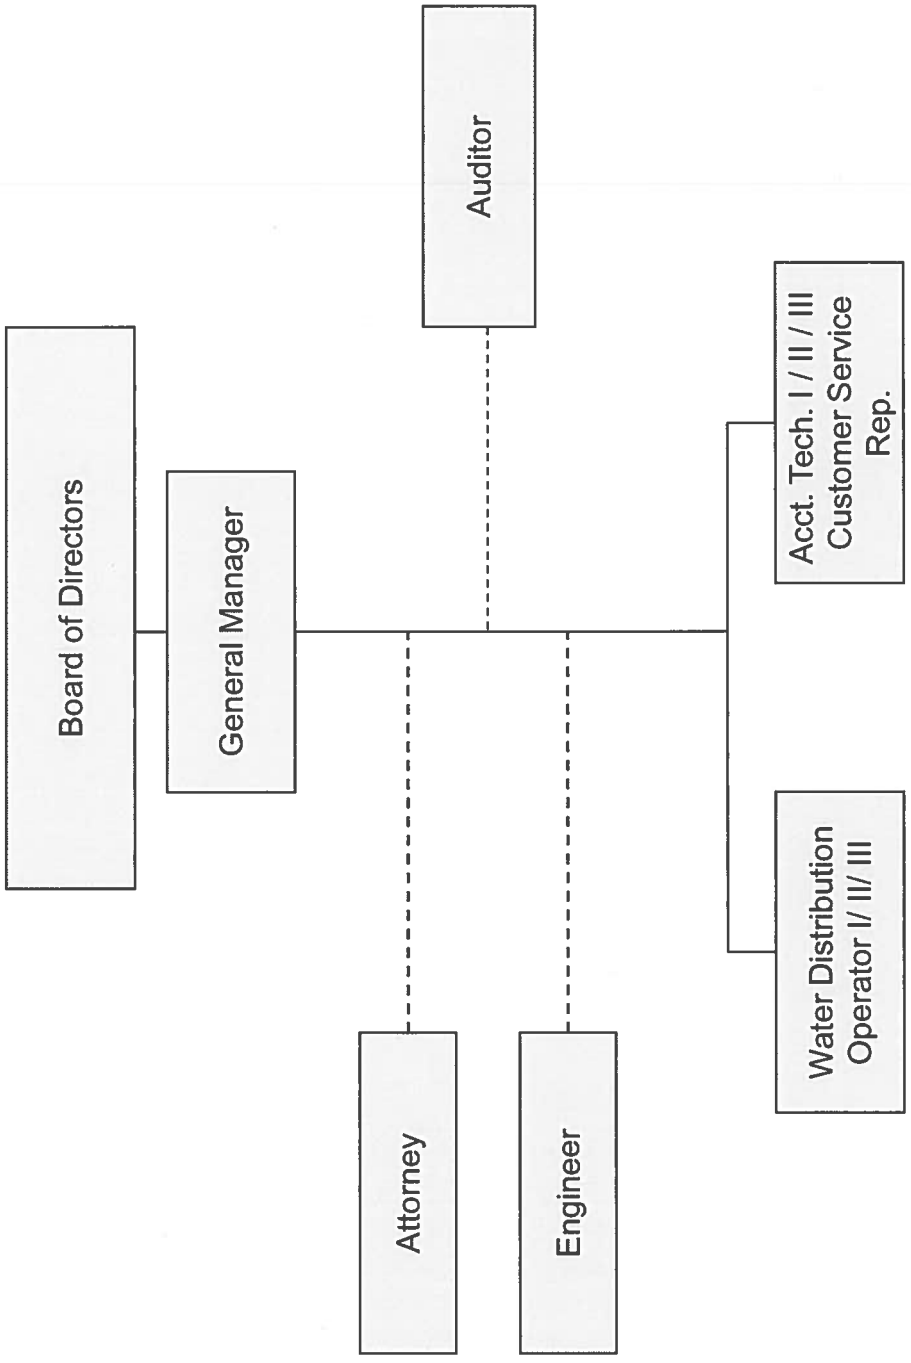 Board of Directors
General Manager
Attorney
Auditor
Engineer
Water Distribution
Operator I/ II/ III
Acct. Tech. I / II / III
Customer Service
Rep.